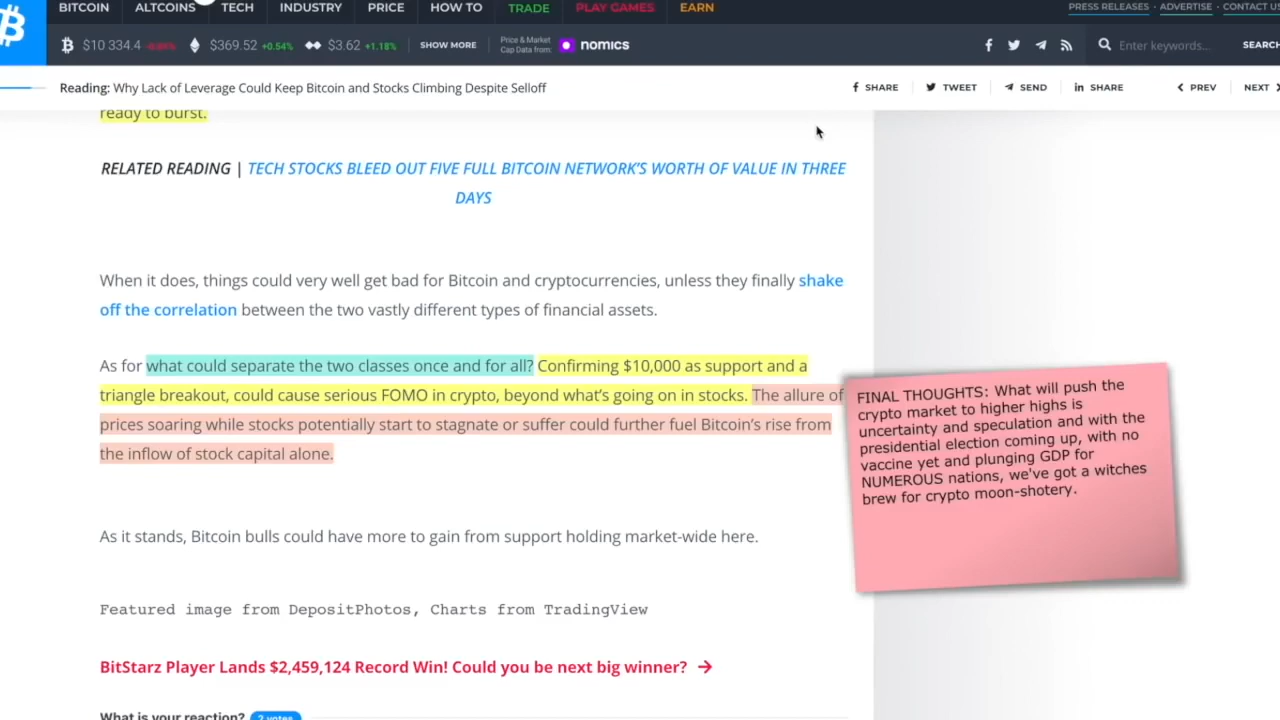 BITCOIN ALTCOINS TECH INDUSTRY PRICE HOW TO TRADE PLAY GAMES EARN
PRESS RELEASES · ADVERTISE · CONTACT US
$10 334.4 -0.89% $369.52 +0.54% $3.62 +1.18% SHOW MORE
Price & Market
Cap Data from:
nomics
Enter keywords... SEARCH
Reading: Why Lack of Leverage Could Keep Bitcoin and Stocks Climbing Despite Selloff
SHARE TWEET SEND SHARE PREV NEXT
ready to burst.
RELATED READING | TECH STOCKS BLEED OUT FIVE FULL BITCOIN NETWORK'S WORTH OF VALUE IN THREE
DAYS
When it does, things could very well get bad for Bitcoin and cryptocurrencies, unless they finally shake
off the correlation between the two vastly different types of financial assets.
As for what could separate the two classes once and for all? Confirming $10,000 as support and a
triangle breakout, could cause serious FOMO in crypto, beyond what's going on in stocks. The allure of
prices soaring while stocks potentially start to stagnate or suffer could further fuel Bitcoin's rise from
the inflow of stock capital alone.
FINAL THOUGHTS: What will push the
crypto market to higher highs is
uncertainty and speculation and with the
presidential election coming up, with no
vaccine yet and plunging GDP for
NUMEROUS nations, we've got a witches
brew for crypto moon-shotery.
As it stands, Bitcoin bulls could have more to gain from support holding market-wide here.
Featured image from DepositPhotos, Charts from TradingView
BitStarz Player Lands $2,459,124 Record Win! Could you be next big winner?
What is your reaction? 2 votes